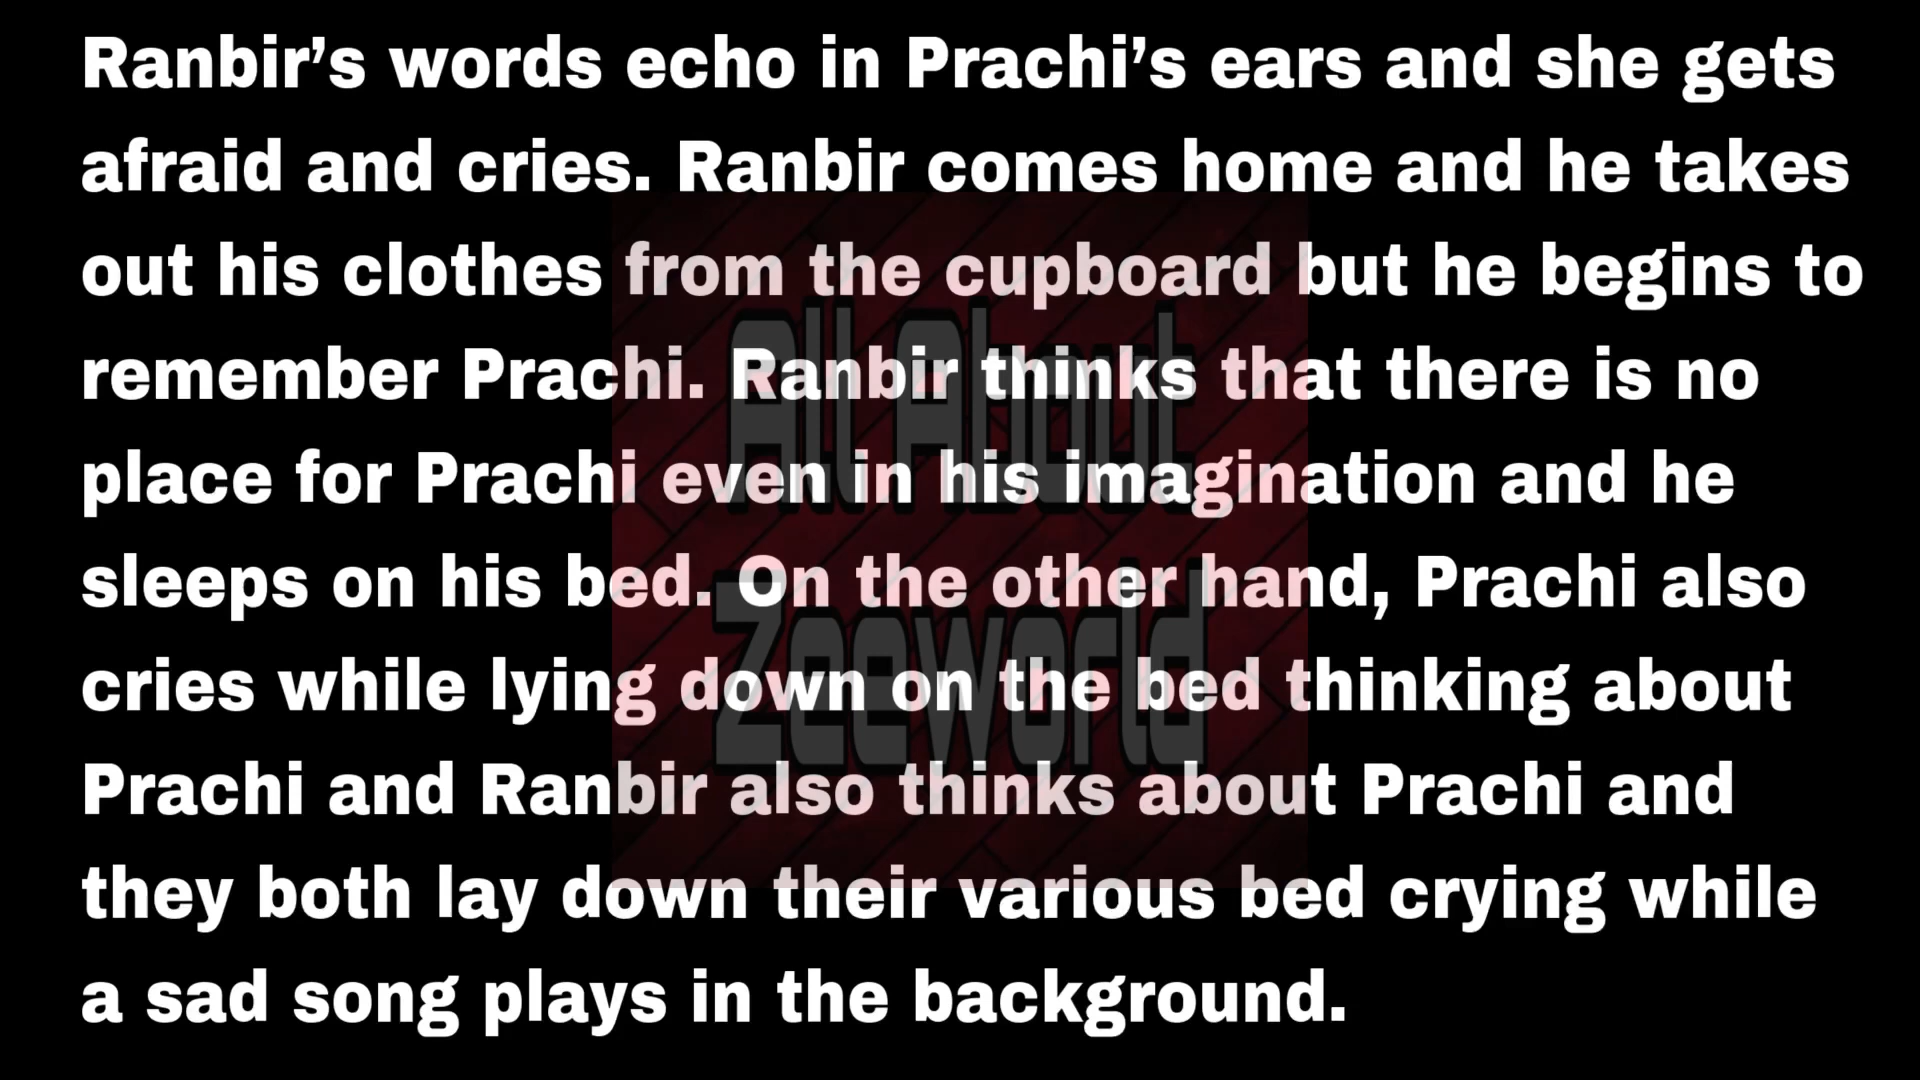 Ranbir’s words echo in Prachi’s ears and she gets
afraid and cries. Ranbir comes home and he takes
out his clothes from the cupboard but he begins to
remember Prachi. Ranbir thinks that there is no
place for Prachi even in his imagination and he
sleeps on his bed. On the other hand, Prachi also
cries while lying down on the bed thinking about
Prachi and Ranbir also thinks about Prachi and
they both lay down their various bed crying while
a sad song plays in the background.
All About
Zeeworld